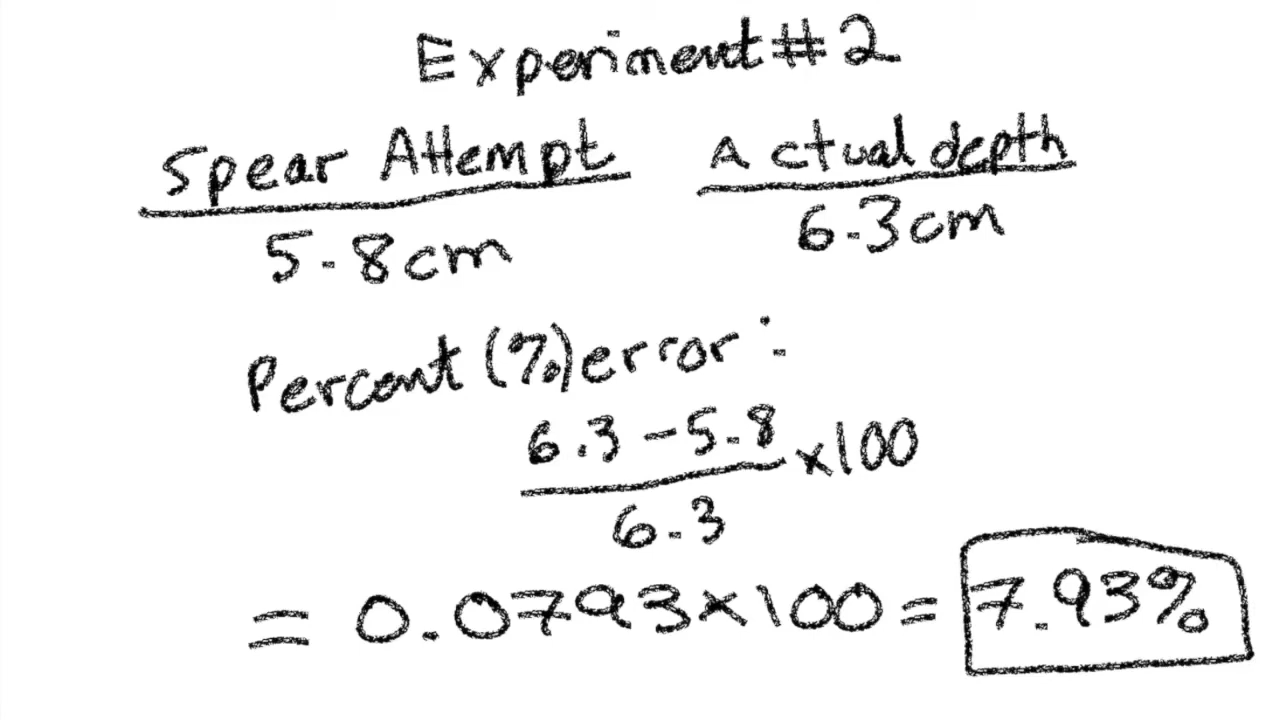 Experiment #2
Spear Attempt Actual depth
5.8cm 6.3cm
Percent (%) error:
6.3 - 5.8
x100
6.3
= 0.0793 x 100 = 7.93%